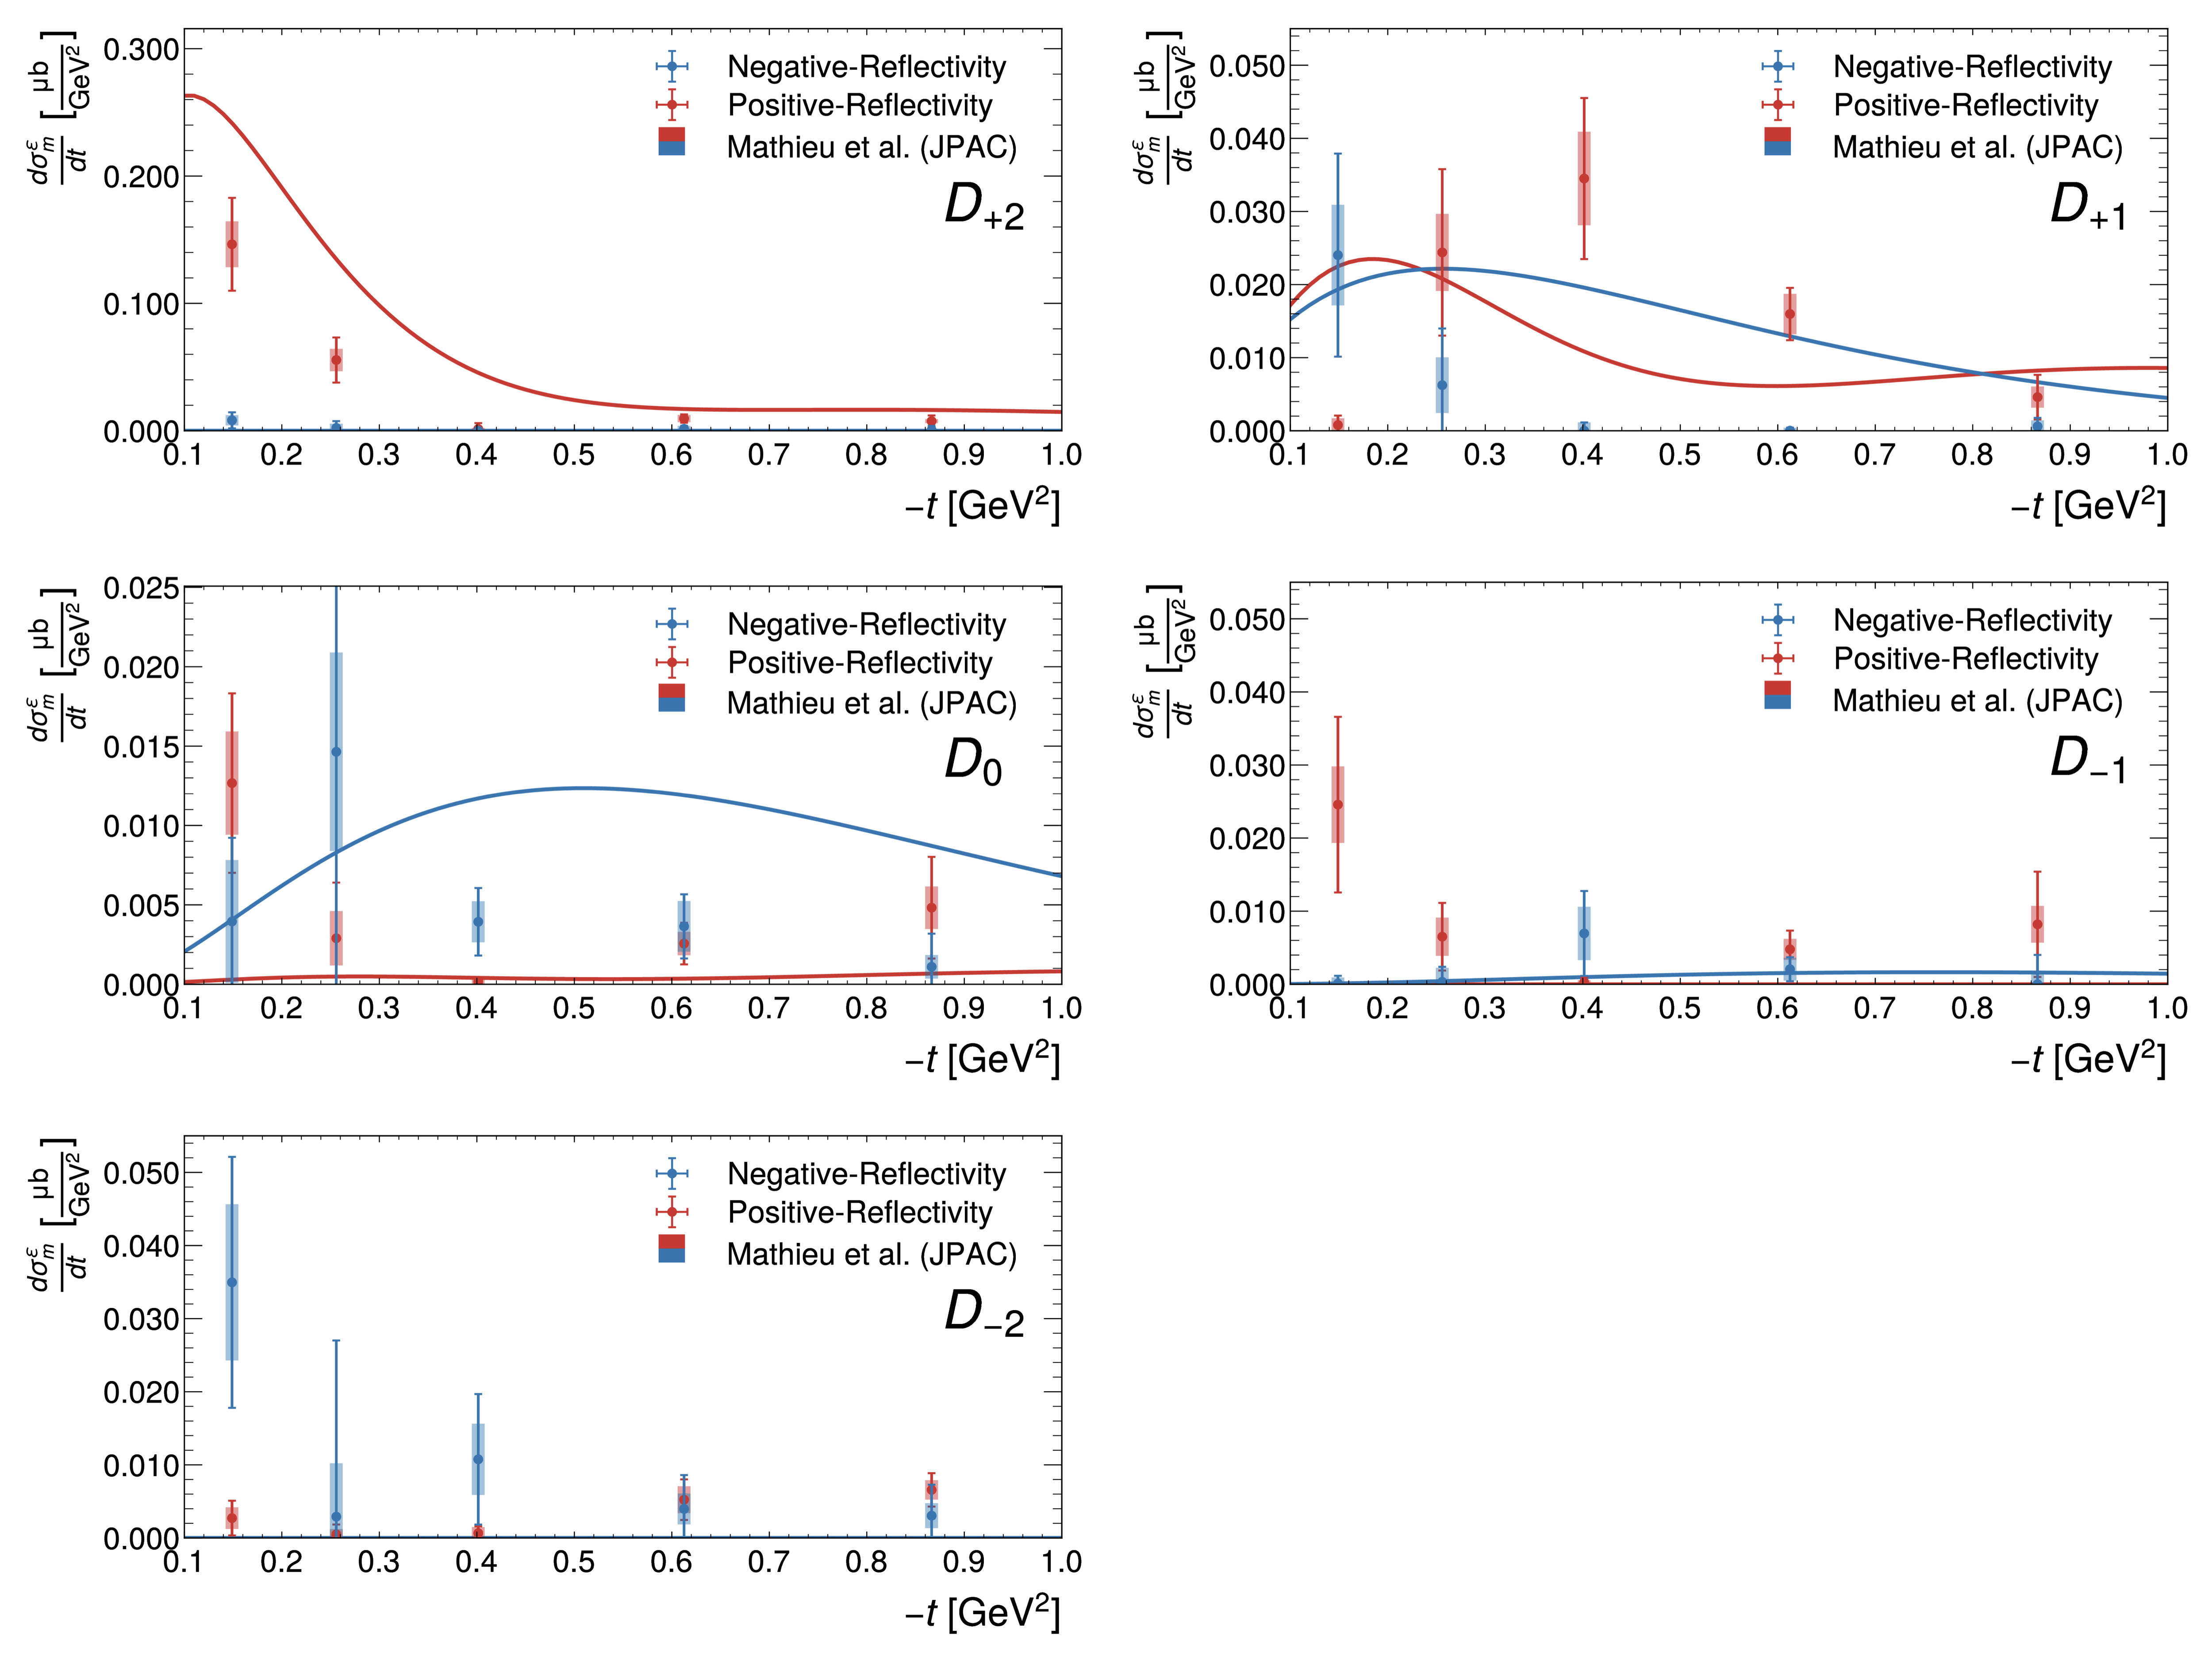 dσεm/dt [μb/GeV2]
0.300
0.200
0.100
0.000
Negative-Reflectivity
Positive-Reflectivity
Mathieu et al. (JPAC)
D+2
0.1 0.2 0.3 0.4 0.5 0.6 0.7 0.8 0.9 1.0
−t [GeV2]
dσεm/dt [μb/GeV2]
0.050
0.040
0.030
0.020
0.010
0.000
Negative-Reflectivity
Positive-Reflectivity
Mathieu et al. (JPAC)
D+1
0.1 0.2 0.3 0.4 0.5 0.6 0.7 0.8 0.9 1.0
−t [GeV2]
dσεm/dt [μb/GeV2]
0.025
0.020
0.015
0.010
0.005
0.000
Negative-Reflectivity
Positive-Reflectivity
Mathieu et al. (JPAC)
D0
0.1 0.2 0.3 0.4 0.5 0.6 0.7 0.8 0.9 1.0
−t [GeV2]
dσεm/dt [μb/GeV2]
0.050
0.040
0.030
0.020
0.010
0.000
Negative-Reflectivity
Positive-Reflectivity
Mathieu et al. (JPAC)
D−1
0.1 0.2 0.3 0.4 0.5 0.6 0.7 0.8 0.9 1.0
−t [GeV2]
dσεm/dt [μb/GeV2]
0.050
0.040
0.030
0.020
0.010
0.000
Negative-Reflectivity
Positive-Reflectivity
Mathieu et al. (JPAC)
D−2
0.1 0.2 0.3 0.4 0.5 0.6 0.7 0.8 0.9 1.0
−t [GeV2]